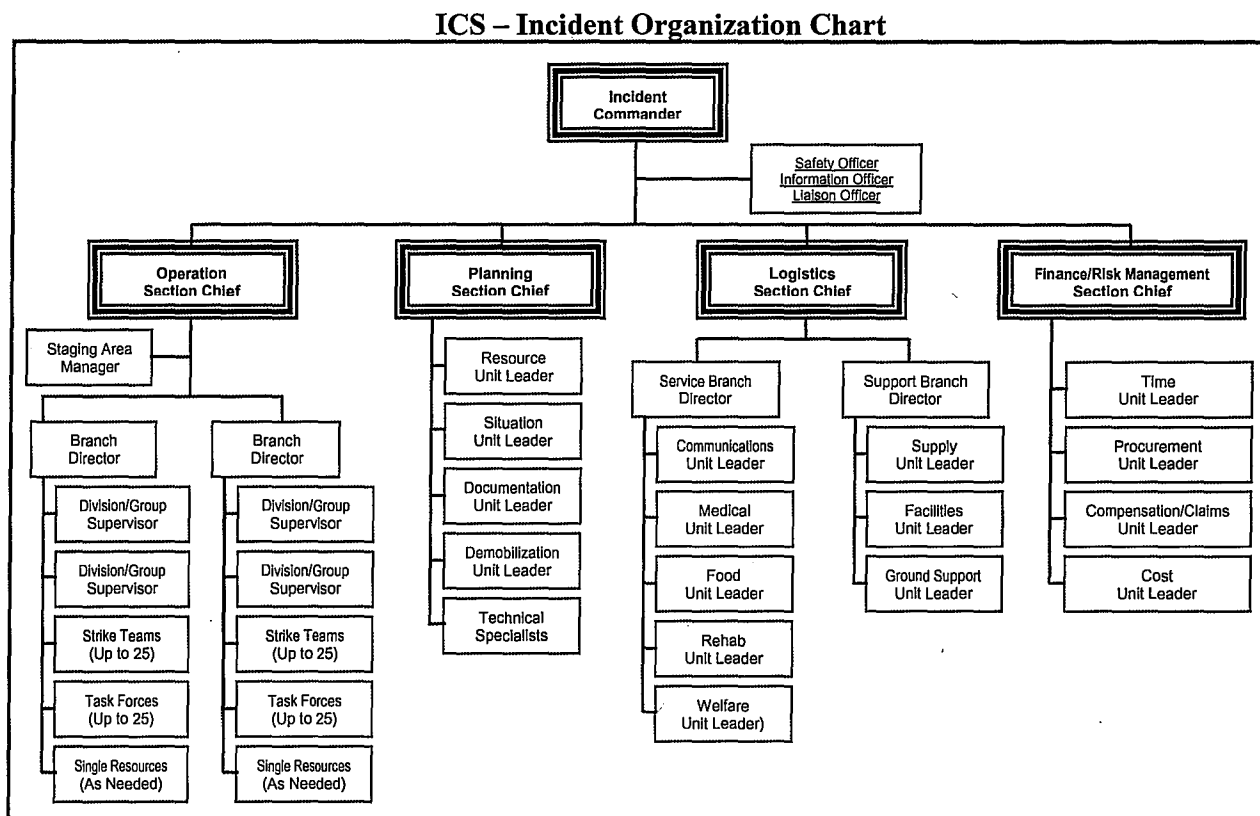 ICS – Incident Organization Chart
Incident
Commander
Safety Officer
Information Officer
Liaison Officer
Operation
Section Chief
Planning
Section Chief
Logistics
Section Chief
Finance/Risk Management
Section Chief
Staging Area
Manager
Branch
Director
Division/Group
Supervisor
Division/Group
Supervisor
Strike Teams
(Up to 25)
Task Forces
(Up to 25)
Single Resources
(As Needed)
Branch
Director
Division/Group
Supervisor
Division/Group
Supervisor
Strike Teams
(Up to 25)
Task Forces
(Up to 25)
Single Resources
(As Needed)
Resource
Unit Leader
Situation
Unit Leader
Documentation
Unit Leader
Demobilization
Unit Leader
Technical
Specialists
Service Branch
Director
Communications
Unit Leader
Medical
Unit Leader
Food
Unit Leader
Rehab
Unit Leader
Welfare
Unit Leader)
Support Branch
Director
Supply
Unit Leader
Facilities
Unit Leader
Ground Support
Unit Leader
Time
Unit Leader
Procurement
Unit Leader
Compensation/Claims
Unit Leader
Cost
Unit Leader